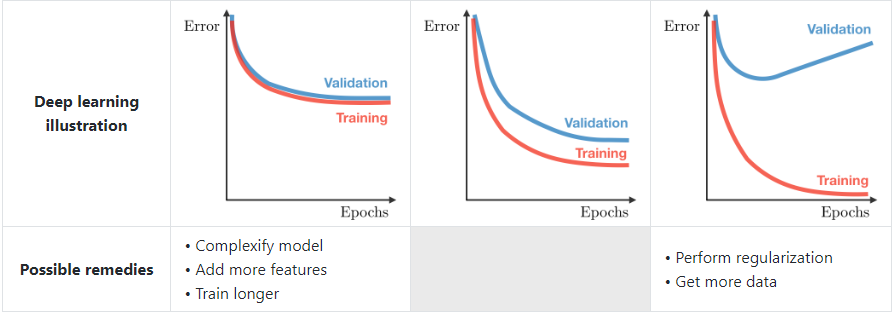 Deep learning
illustration
Error
Validation
Training
Epochs
Error
Validation
Training
Epochs
Error
Validation
Training
Epochs
Possible remedies
• Complexify model
• Add more features
• Train longer
• Perform regularization
• Get more data